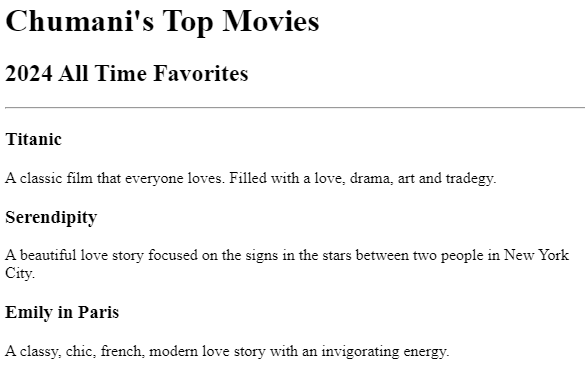 Chumani's Top Movies
2024 All Time Favorites
Titanic
A classic film that everyone loves. Filled with a love, drama, art and tradegy.
Serendipity
A beautiful love story focused on the signs in the stars between two people in New York
City.
Emily in Paris
A classy, chic, french, modern love story with an invigorating energy.